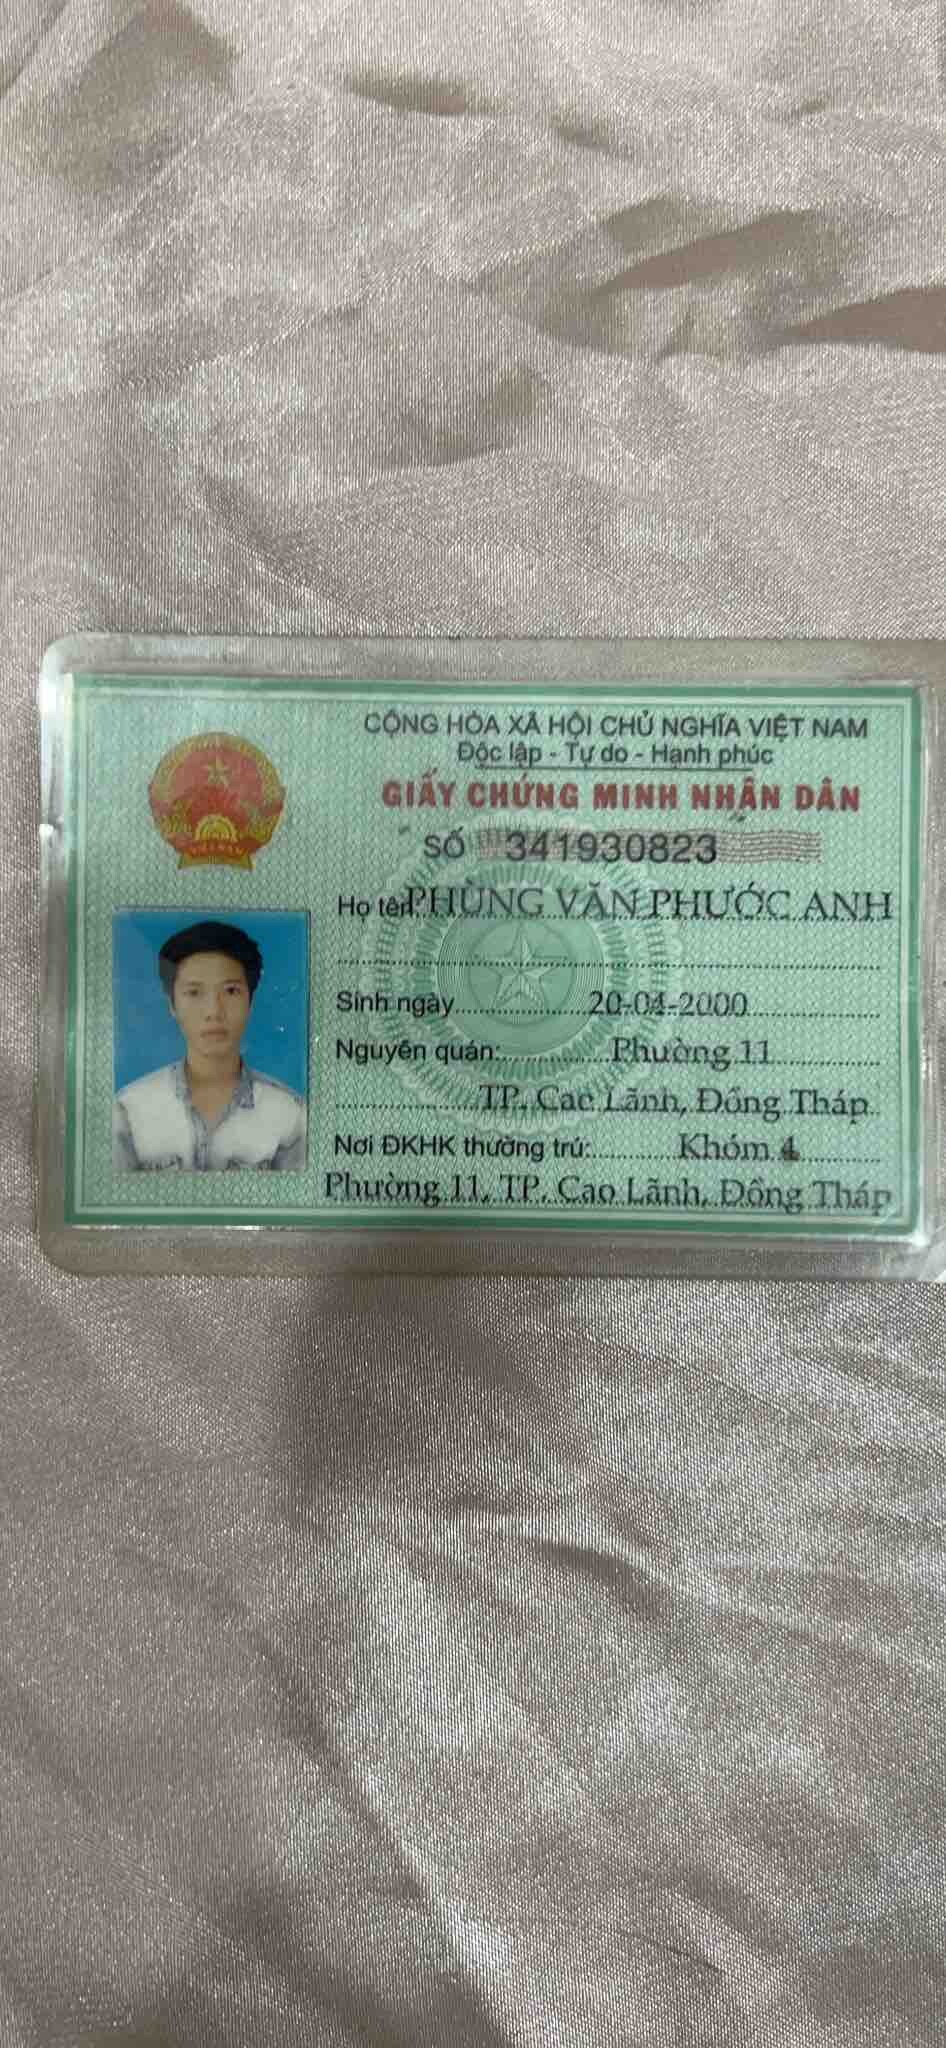 CỘNG HÒA XÃ HỘI CHỦ NGHĨA VIỆT NAM
Độc lập - Tự do - Hạnh phúc
GIẤY CHỨNG MINH NHÂN DÂN
SỐ 341930823
Họ tên: PHÙNG VĂN PHƯỚC ANH
Sinh ngày 20-04-2000
Nguyên quán: Phường 11
TP. Cao Lãnh, Đồng Tháp
Nơi ĐKHK thường trú: Khóm 4
Phường 11, TP. Cao Lãnh, Đồng Tháp
VIỆT NAM